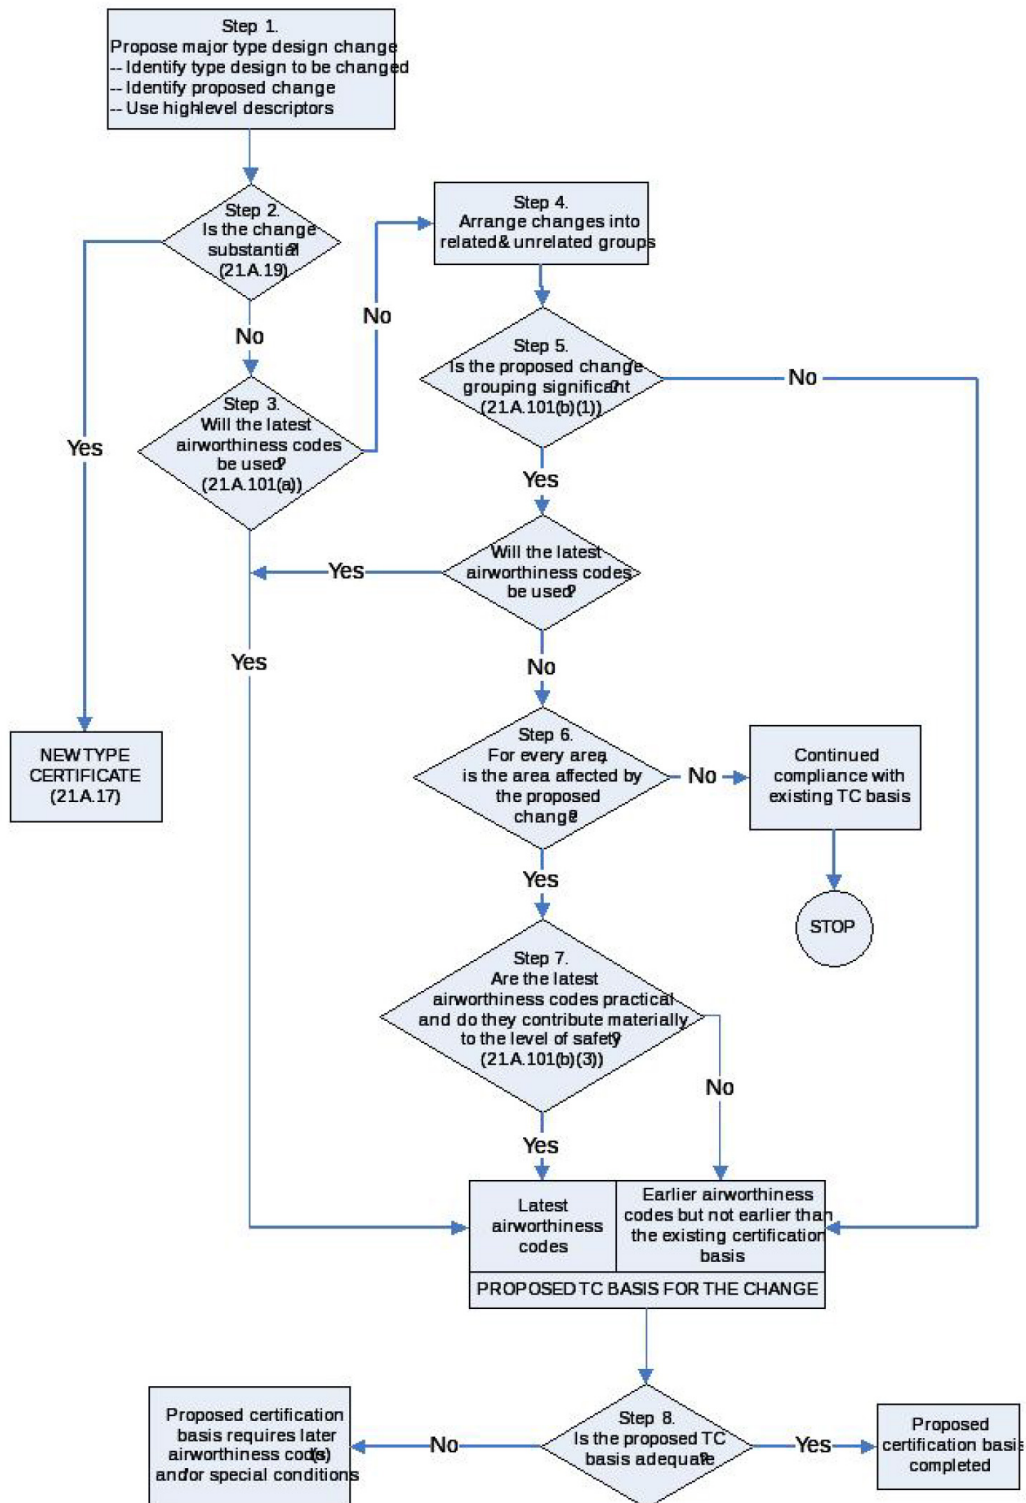 Step 1.
Propose major type design change
-- Identify type design to be changed
-- Identify proposed change
-- Use high-level descriptors
Step 2.
Is the change
substantial?
(21.A.19)
No
Yes
Step 3.
Will the latest
airworthiness codes
be used?
(21.A.101(a))
No
Yes
NEW TYPE
CERTIFICATE
(21.A.17)
Step 4.
Arrange changes into
related & unrelated groups
Step 5.
Is the proposed change
grouping significant?
(21.A.101(b)(1))
No
Yes
Will the latest
airworthiness codes
be used?
Yes
No
Step 6.
For every area,
is the area affected by
the proposed
change?
No
Continued
compliance with
existing TC basis
STOP
Yes
Step 7.
Are the latest
airworthiness codes practical
and do they contribute materially
to the level of safety?
(21.A.101(b)(3))
No
Yes
Latest
airworthiness
codes
Earlier airworthiness
codes but not earlier than
the existing certification
basis
PROPOSED TC BASIS FOR THE CHANGE
Step 8.
Is the proposed TC
basis adequate?
No
Proposed certification
basis requires later
airworthiness code(s)
and/or special conditions
Yes
Proposed
certification basis
completed